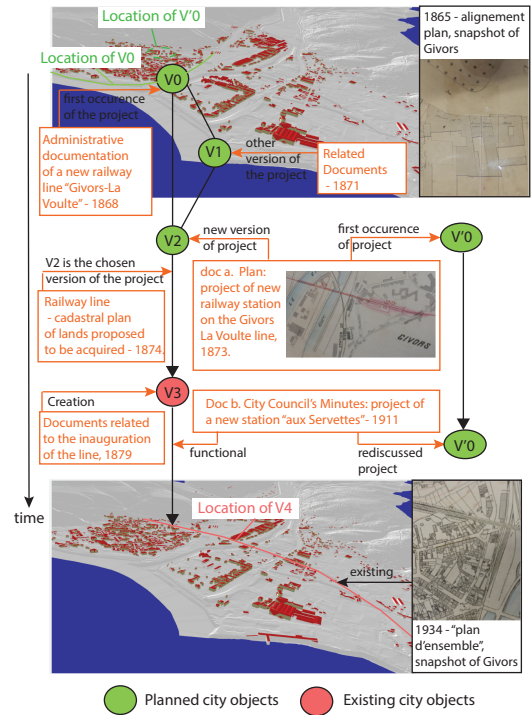 Location of V'0
Location of V0
V0
first occurence
of the project
1865 - alignement
plan, snapshot of
Givors
Administrative
documentation
of a new railway
line "Givors-La
Voulte" - 1868
V1
other
version of
the project
Related
Documents
- 1871
V2
new version
of project
first occurence
of project
V'0
V2 is the chosen
version of the project
doc a. Plan:
project of new
railway station
on the Givors
La Voulte line,
1873.
GIVORS
Railway line
- cadastral plan
of lands proposed
to be acquired - 1874.
V3
Creation
Documents related
to the inauguration
of the line, 1879
Doc b. City Council's Minutes: project of
a new station "aux Servettes"- 1911
functional
rediscussed
project
V'0
time
Location of V4
existing
1934 - "plan
d'ensemble",
snapshot of Givors
Planned city objects
Existing city objects